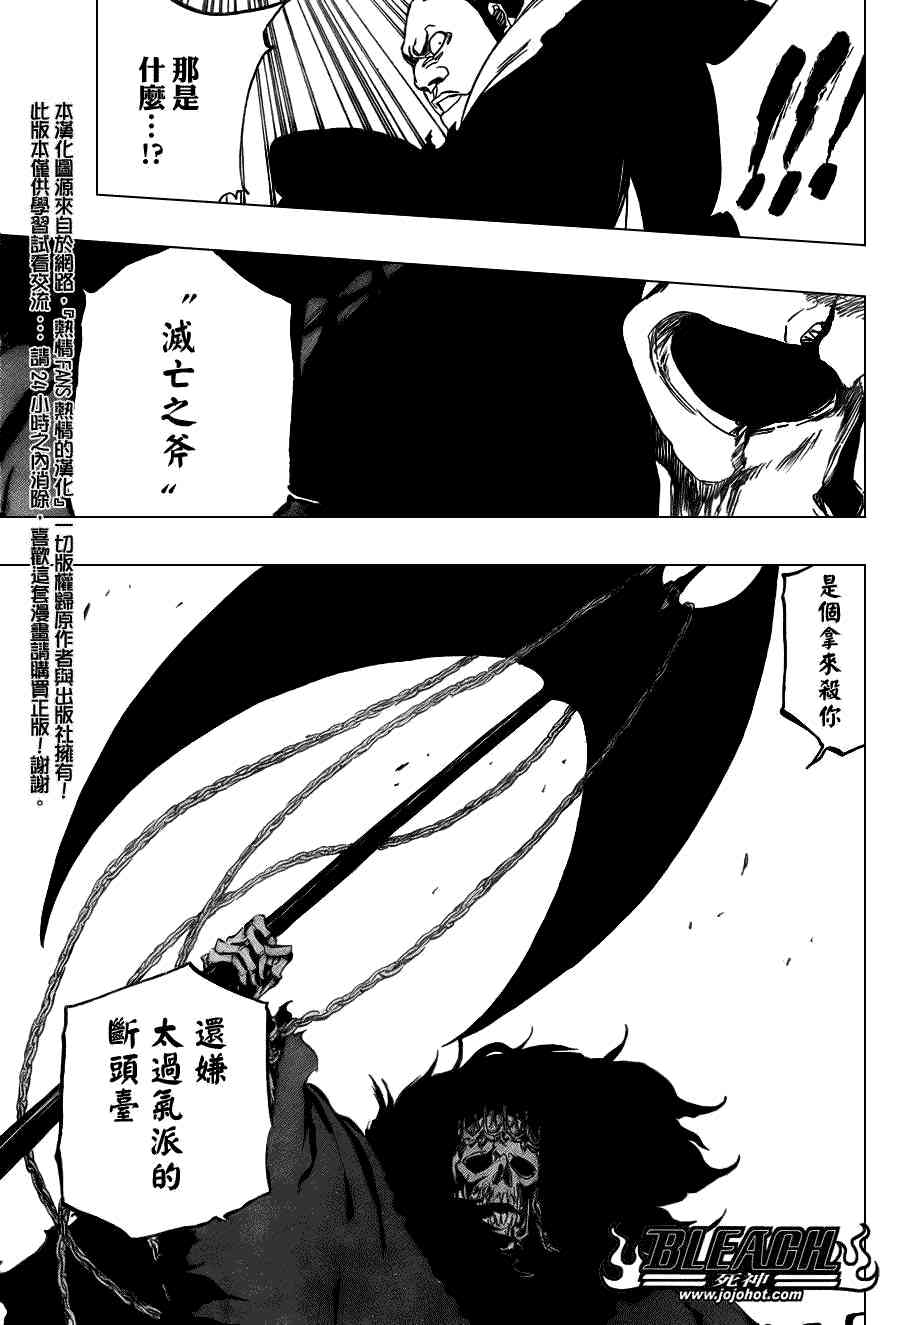 那是
什麼…!?
!!!
"滅亡之斧"
是個拿來殺你
還嫌
太過氣派的
斷頭臺
本漢化圖源來自於網路，『熱情FANS熱情的漢化』一切版權歸原作者與出版社擁有！
此版本僅供學習試看交流…請24小時之內消除，喜歡這套漫畫請購買正版！謝謝。
BLEACH
死神
www.jojohot.com